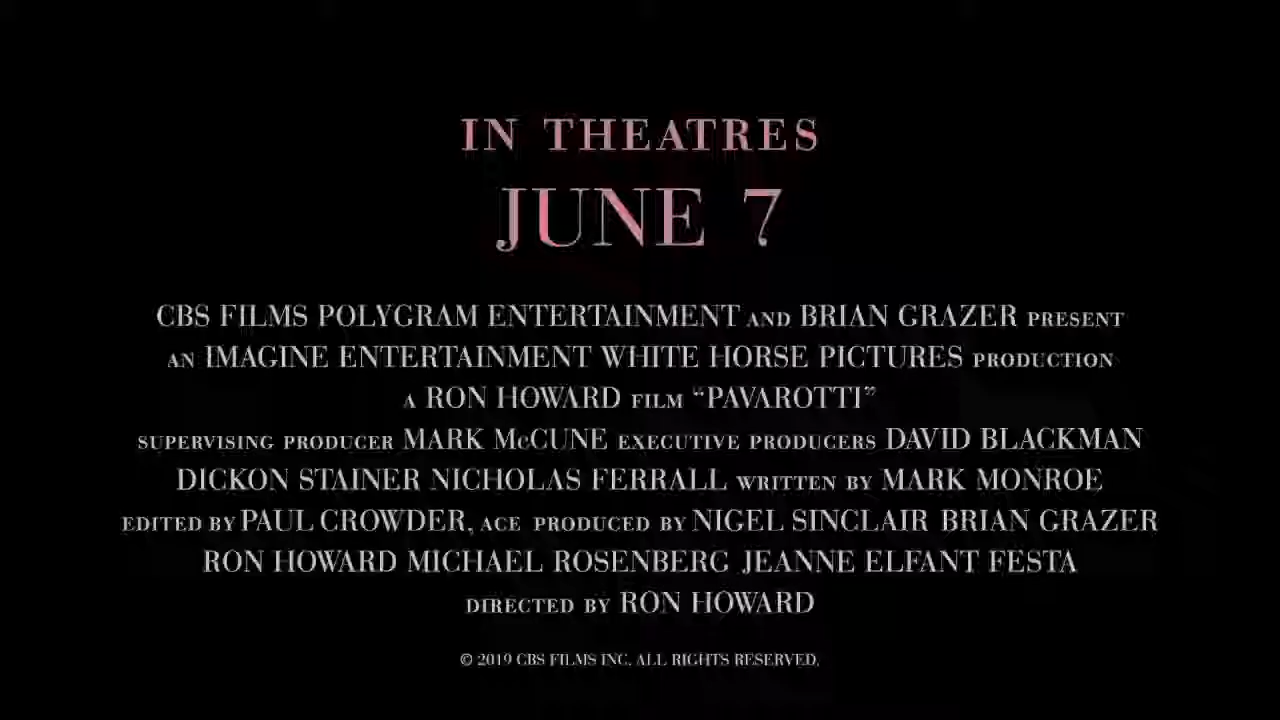 IN THEATRES
JUNE 7
CBS FILMS POLYGRAM ENTERTAINMENT AND BRIAN GRAZER PRESENT
AN IMAGINE ENTERTAINMENT WHITE HORSE PICTURES PRODUCTION
A RON HOWARD FILM “PAVAROTTI”
SUPERVISING PRODUCER MARK McCUNE EXECUTIVE PRODUCERS DAVID BLACKMAN
DICKON STAINER NICHOLAS FERRALL WRITTEN BY MARK MONROE
EDITED BY PAUL CROWDER, ACE PRODUCED BY NIGEL SINCLAIR BRIAN GRAZER
RON HOWARD MICHAEL ROSENBERG JEANNE ELFANT FESTA
DIRECTED BY RON HOWARD
© 2019 CBS FILMS INC. ALL RIGHTS RESERVED.